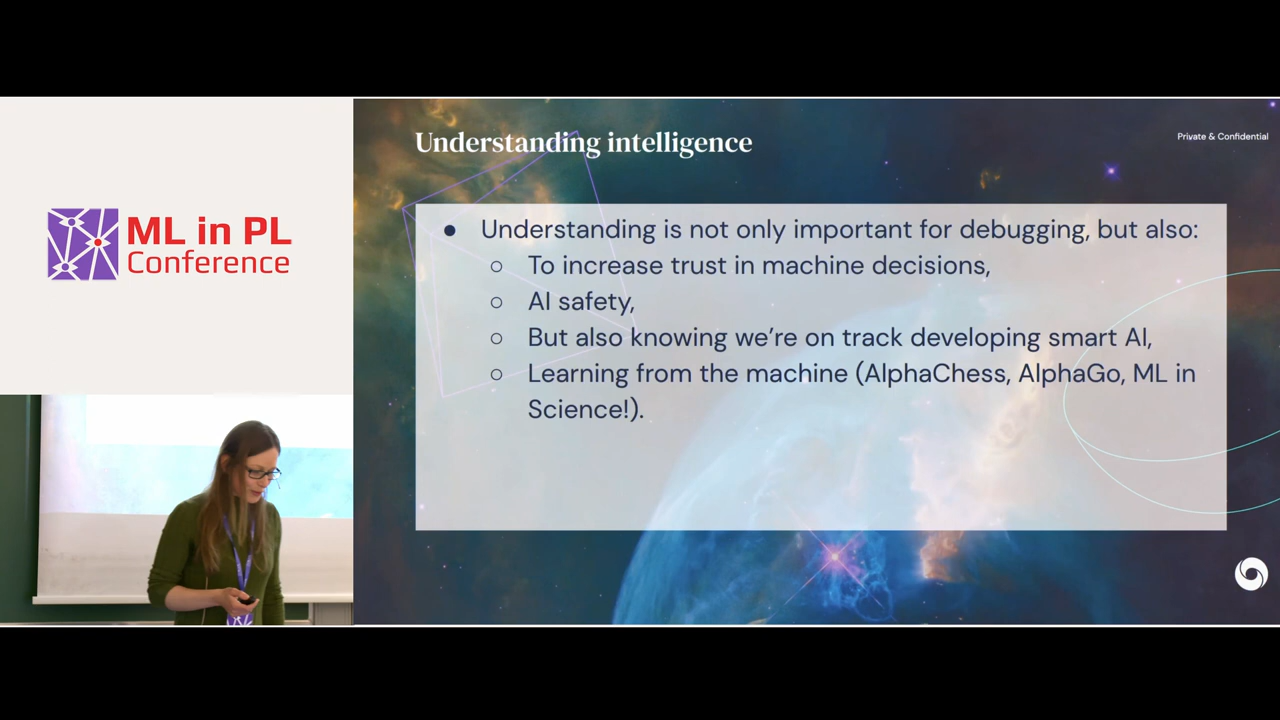 ML in PL
Conference
Understanding intelligence
Private & Confidential
● Understanding is not only important for debugging, but also:
○ To increase trust in machine decisions,
○ AI safety,
○ But also knowing we're on track developing smart AI,
○ Learning from the machine (AlphaChess, AlphaGo, ML in
Science!).